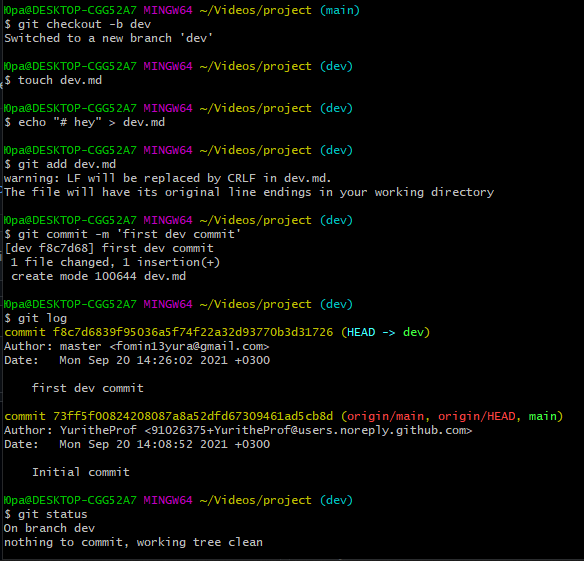 Юра@DESKTOP-CGG52A7 MINGW64 ~/Videos/project (main)
$ git checkout -b dev
Switched to a new branch 'dev'
Юра@DESKTOP-CGG52A7 MINGW64 ~/Videos/project (dev)
$ touch dev.md
Юра@DESKTOP-CGG52A7 MINGW64 ~/Videos/project (dev)
$ echo "# hey" > dev.md
Юра@DESKTOP-CGG52A7 MINGW64 ~/Videos/project (dev)
$ git add dev.md
warning: LF will be replaced by CRLF in dev.md.
The file will have its original line endings in your working directory
Юра@DESKTOP-CGG52A7 MINGW64 ~/Videos/project (dev)
$ git commit -m 'first dev commit'
[dev f8c7d68] first dev commit
1 file changed, 1 insertion(+)
create mode 100644 dev.md
Юра@DESKTOP-CGG52A7 MINGW64 ~/Videos/project (dev)
$ git log
commit f8c7d6839f95036a5f74f22a32d93770b3d31726 (HEAD -> dev)
Author: master <fomin13yura@gmail.com>
Date:   Mon Sep 20 14:26:02 2021 +0300
first dev commit
commit 73ff5f00824208087a8a52dfd67309461ad5cb8d (origin/main, origin/HEAD, main)
Author: YuritheProf <91026375+YuritheProf@users.noreply.github.com>
Date:   Mon Sep 20 14:08:52 2021 +0300
Initial commit
Юра@DESKTOP-CGG52A7 MINGW64 ~/Videos/project (dev)
$ git status
On branch dev
nothing to commit, working tree clean